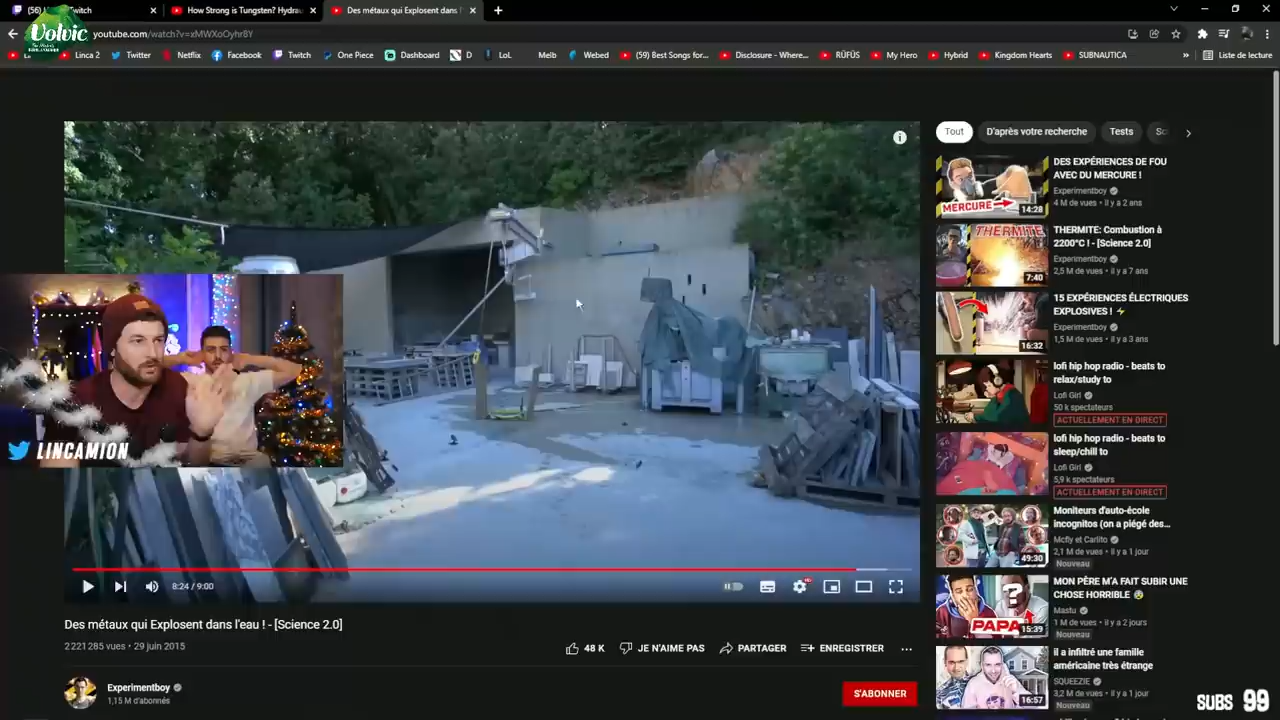 (56)
Twitch
How Strong is Tungsten? Hydrau
Des métaux qui Explosent dans l
Volvic
youtube.com/watch?v=xMWXoOyhr8Y
Linca 2
Twitter
Netflix
Facebook
Twitch
One Piece
Dashboard
D
LoLi
Melb
Webed
(59) Best Songs for...
Disclosure - Where...
RÜFÜS
My Hero
Hybrid
Kingdom Hearts
SUBNAUTICA
»
Liste de lecture
Tout
D'après votre recherche
Tests
Sc
MERCURE
14:28
DES EXPÉRIENCES DE FOU
AVEC DU MERCURE !
Experimentboy
4 M de vues • il y a 2 ans
THERMITE
7:40
THERMITE: Combustion à
2200°C ! - [Science 2.0]
Experimentboy
2,5 M de vues • il y a 7 ans
16:32
15 EXPÉRIENCES ÉLECTRIQUES
EXPLOSIVES ! ⚡
Experimentboy
1,5 M de vues • il y a 3 ans
lofi hip hop radio - beats to
relax/study to
Lofi Girl
50 k spectateurs
ACTUELLEMENT EN DIRECT
lofi hip hop radio - beats to
sleep/chill to
Lofi Girl
5,9 k spectateurs
ACTUELLEMENT EN DIRECT
49:30
Moniteurs d'auto-école
incognitos (on a piégé des...
Mcfly et Carlito
2,1 M de vues • il y a 1 jour
Nouveau
?
PAPA
15:39
MON PÈRE M'A FAIT SUBIR UNE
CHOSE HORRIBLE 😰
Mastu
1 M de vues • il y a 2 jours
Nouveau
16:57
il a infiltré une famille
américaine très étrange
SQUEEZIE
3,2 M de vues • il y a 1 jour
Nouveau
LINCAMION
8:24 / 9:00
Des métaux qui Explosent dans l'eau ! - [Science 2.0]
2 221 285 vues • 29 juin 2015
48 K
JE N'AIME PAS
PARTAGER
ENREGISTRER
Experimentboy
1,15 M d'abonnés
S'ABONNER
SUBS 99